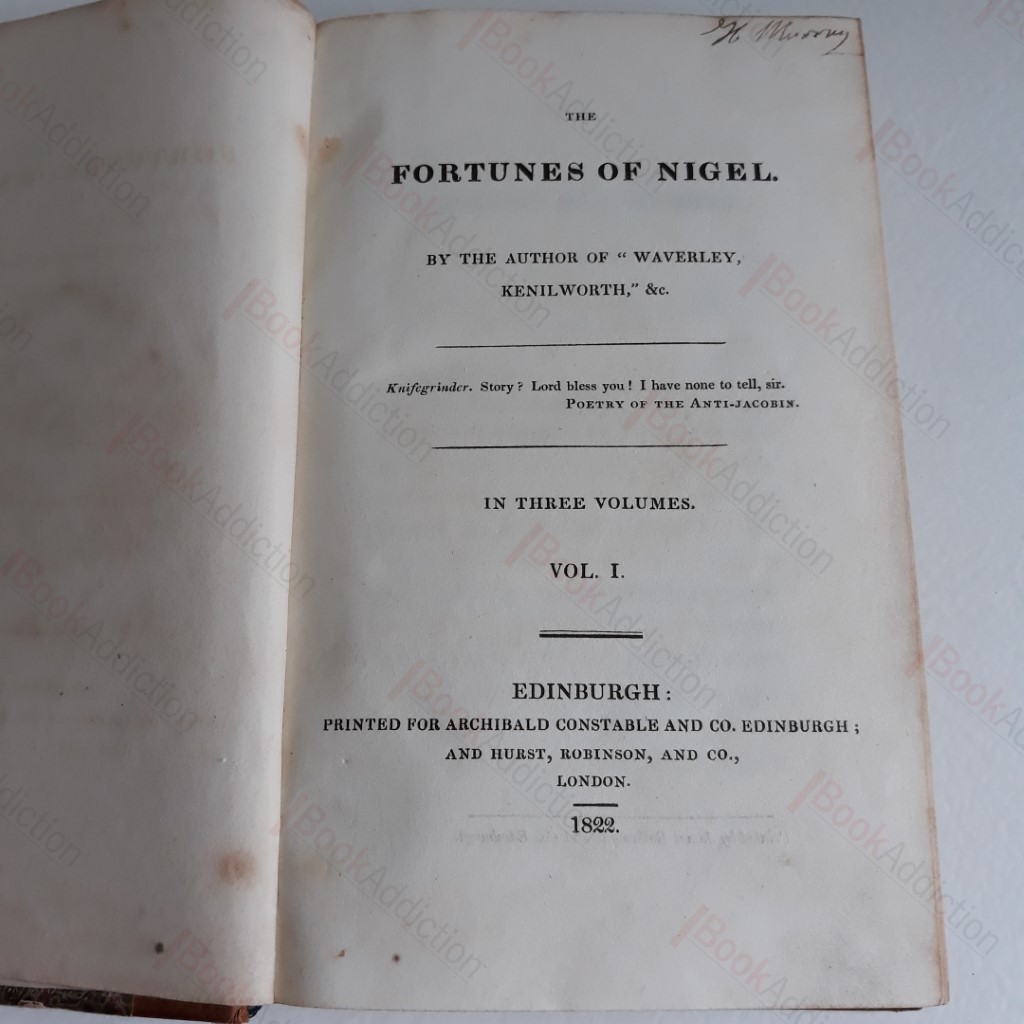 H Murray
THE
FORTUNES OF NIGEL.
BY THE AUTHOR OF “ WAVERLEY,
KENILWORTH,” &c.
Knifegrinder. Story ? Lord bless you ! I have none to tell, sir.
POETRY OF THE ANTI-JACOBIN.
IN THREE VOLUMES.
VOL. I.
EDINBURGH :
PRINTED FOR ARCHIBALD CONSTABLE AND CO. EDINBURGH ;
AND HURST, ROBINSON, AND CO.,
LONDON.
1822.
BookAddiction